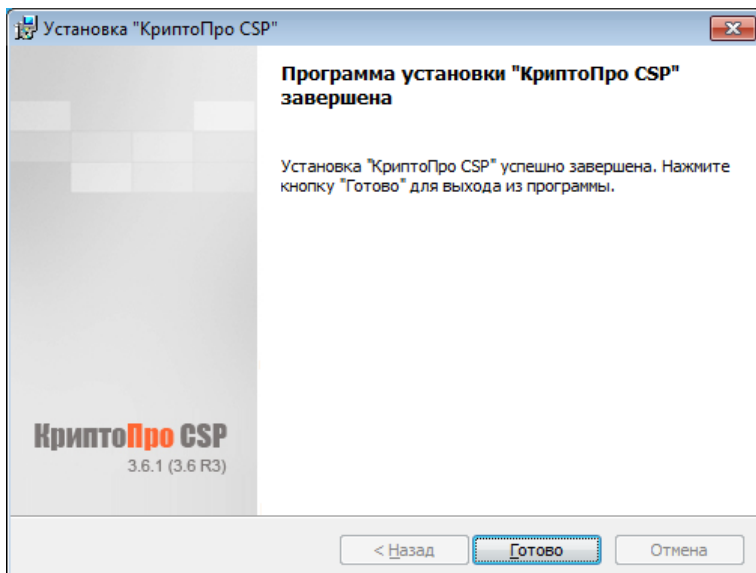 Установка "КриптоПро CSP"
Программа установки "КриптоПро CSP"
завершена
Установка "КриптоПро CSP" успешно завершена. Нажмите
кнопку "Готово" для выхода из программы.
КриптоПро CSP
3.6.1 (3.6 R3)
< Назад
Готово
Отмена